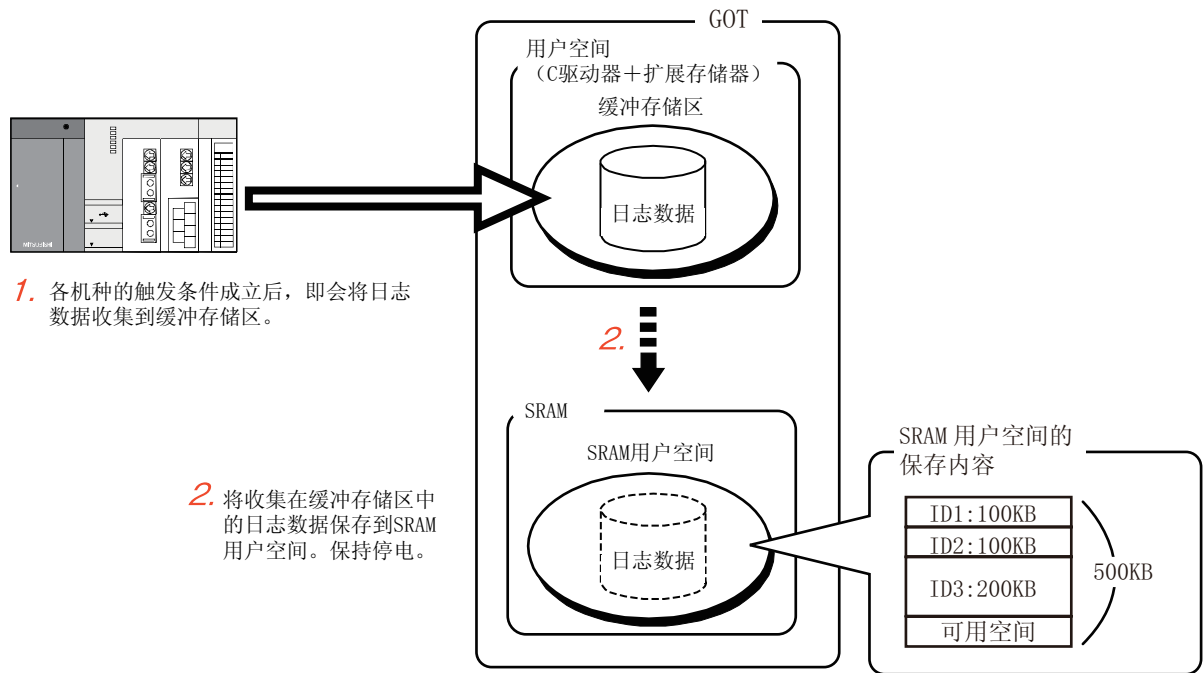 GOT
用户空间
（C驱动器＋扩展存储器）
缓冲存储区
日志数据
MITSUBISHI
1. 各机种的触发条件成立后，即会将日志
数据收集到缓冲存储区。
2.
SRAM
SRAM用户空间
日志数据
2. 将收集在缓冲存储区中
的日志数据保存到SRAM
用户空间。保持停电。
SRAM 用户空间的
保存内容
ID1:100KB
ID2:100KB
ID3:200KB
可用空间
500KB